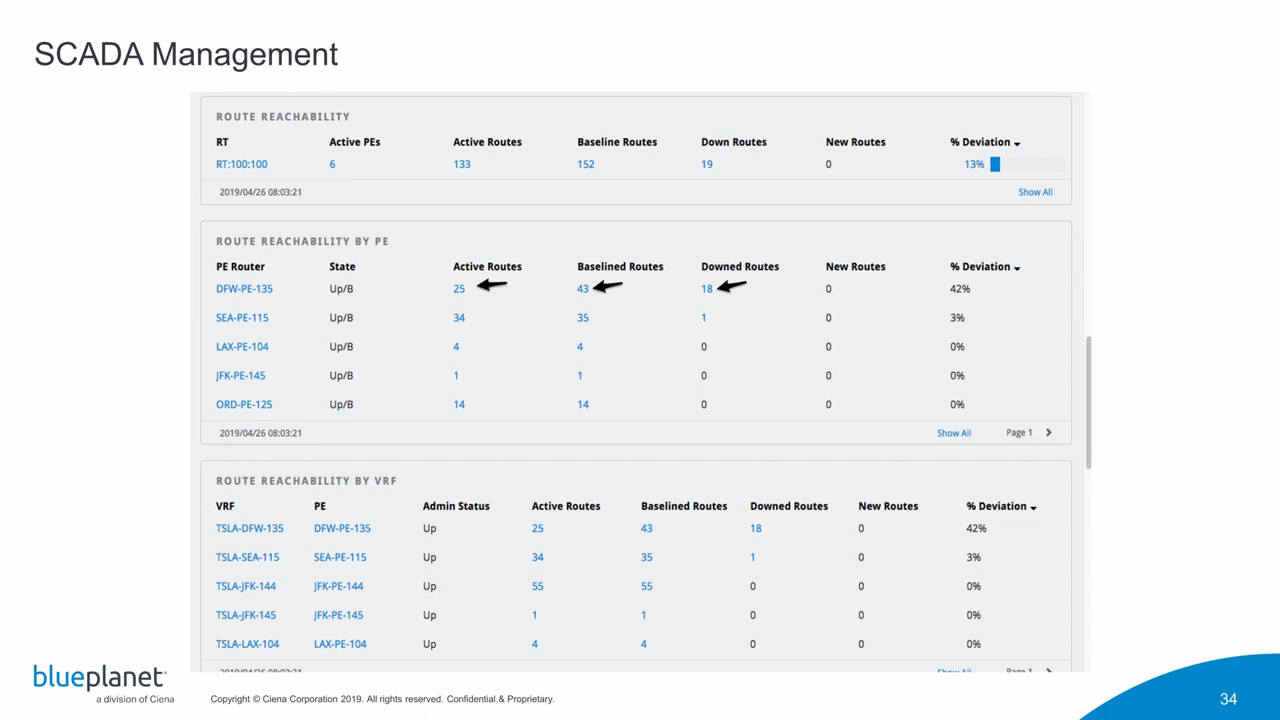 SCADA Management
ROUTE REACHABILITY
RT Active PEs Active Routes Baseline Routes Down Routes New Routes % Deviation
RT:100:100 6 133 152 19 0 13%
2019/04/26 08:03:21 Show All
ROUTE REACHABILITY BY PE
PE Router State Active Routes Baselined Routes Downed Routes New Routes % Deviation
DFW-PE-135 Up/B 25 43 18 0 42%
SEA-PE-115 Up/B 34 35 1 0 3%
LAX-PE-104 Up/B 4 4 0 0 0%
JFK-PE-145 Up/B 1 1 0 0 0%
ORD-PE-125 Up/B 14 14 0 0 0%
2019/04/26 08:03:21 Show All Page 1
ROUTE REACHABILITY BY VRF
VRF PE Admin Status Active Routes Baselined Routes Downed Routes New Routes % Deviation
TSLA-DFW-135 DFW-PE-135 Up 25 43 18 0 42%
TSLA-SEA-115 SEA-PE-115 Up 34 35 1 0 3%
TSLA-JFK-144 JFK-PE-144 Up 55 55 0 0 0%
TSLA-JFK-145 JFK-PE-145 Up 1 1 0 0 0%
TSLA-LAX-104 LAX-PE-104 Up 4 4 0 0 0%
2019/04/26 08:03:21 Show All Page 1
blueplanet
a division of Ciena
Copyright © Ciena Corporation 2019. All rights reserved. Confidential & Proprietary.
34